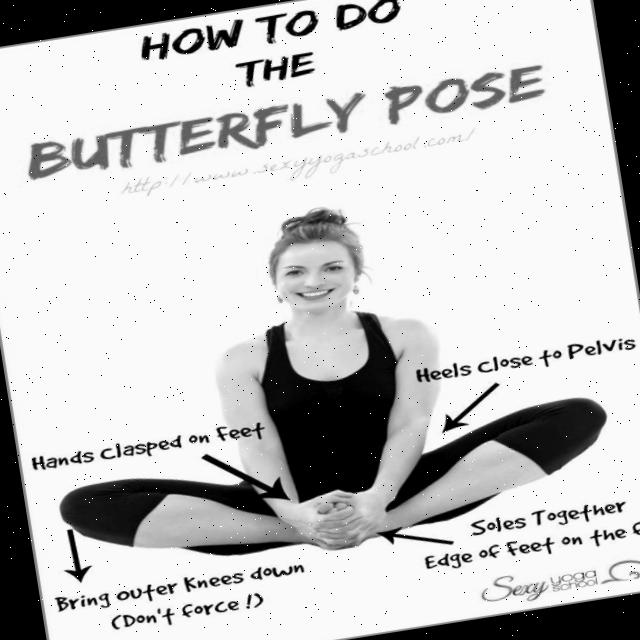 HOW TO DO
THE
BUTTERFLY POSE
http://www.sexyyogaschool.com/
Heels Close to Pelvis
Hands Clasped on Feet
Soles Together
Edge of Feet on the
Bring outer Knees down
(Don't force!)
Sexy yoga school